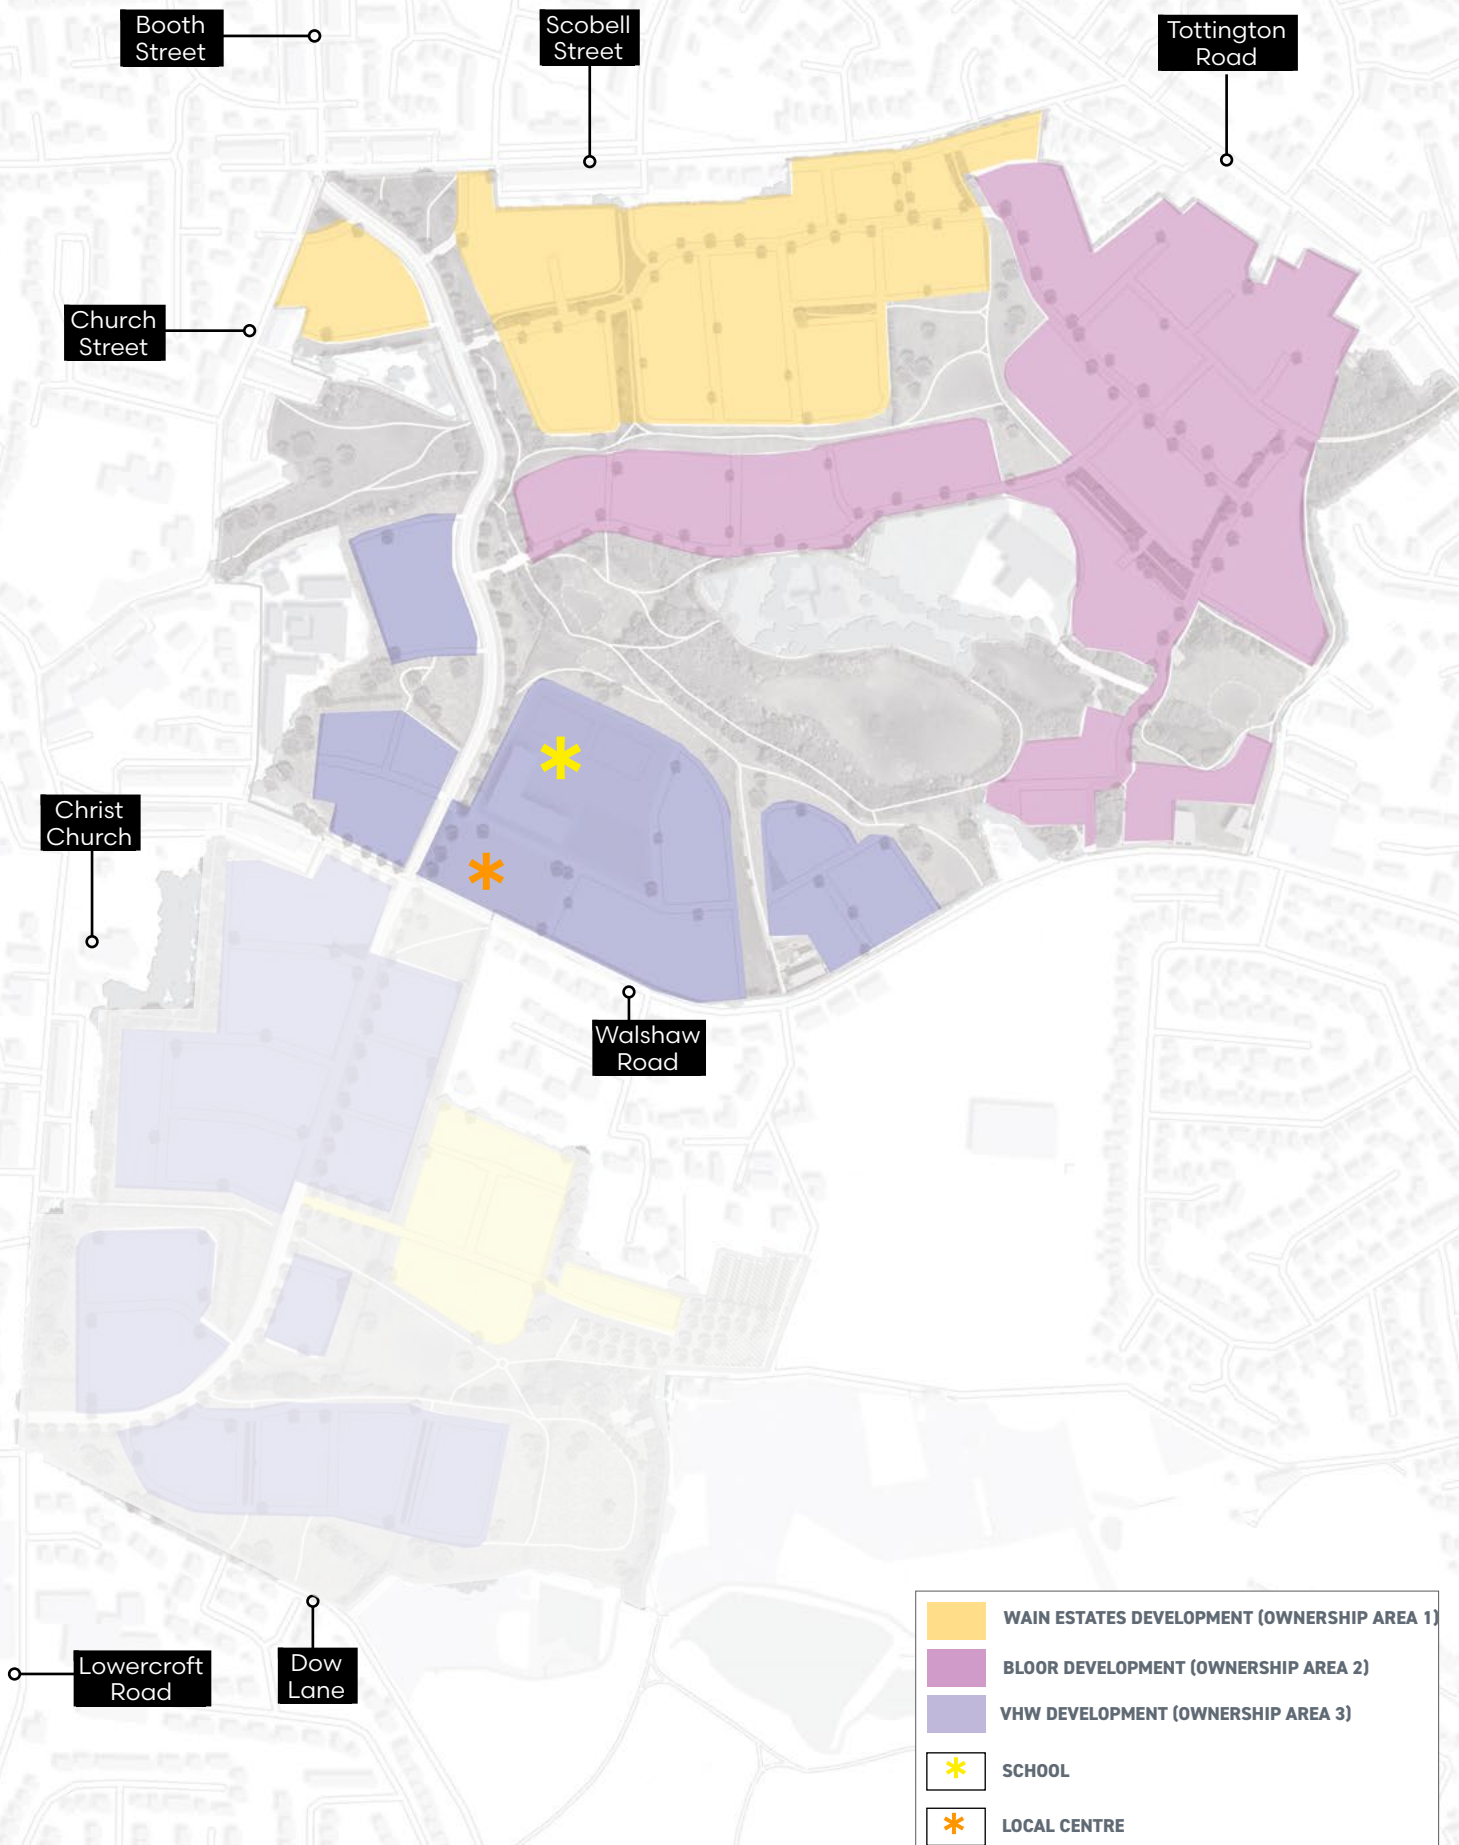 Booth
Street
Scobell
Street
Tottington
Road
Church
Street
Christ
Church
Walshaw
Road
Lowercroft
Road
Dow
Lane
WAIN ESTATES DEVELOPMENT (OWNERSHIP AREA 1)
BLOOR DEVELOPMENT (OWNERSHIP AREA 2)
VHW DEVELOPMENT (OWNERSHIP AREA 3)
SCHOOL
LOCAL CENTRE